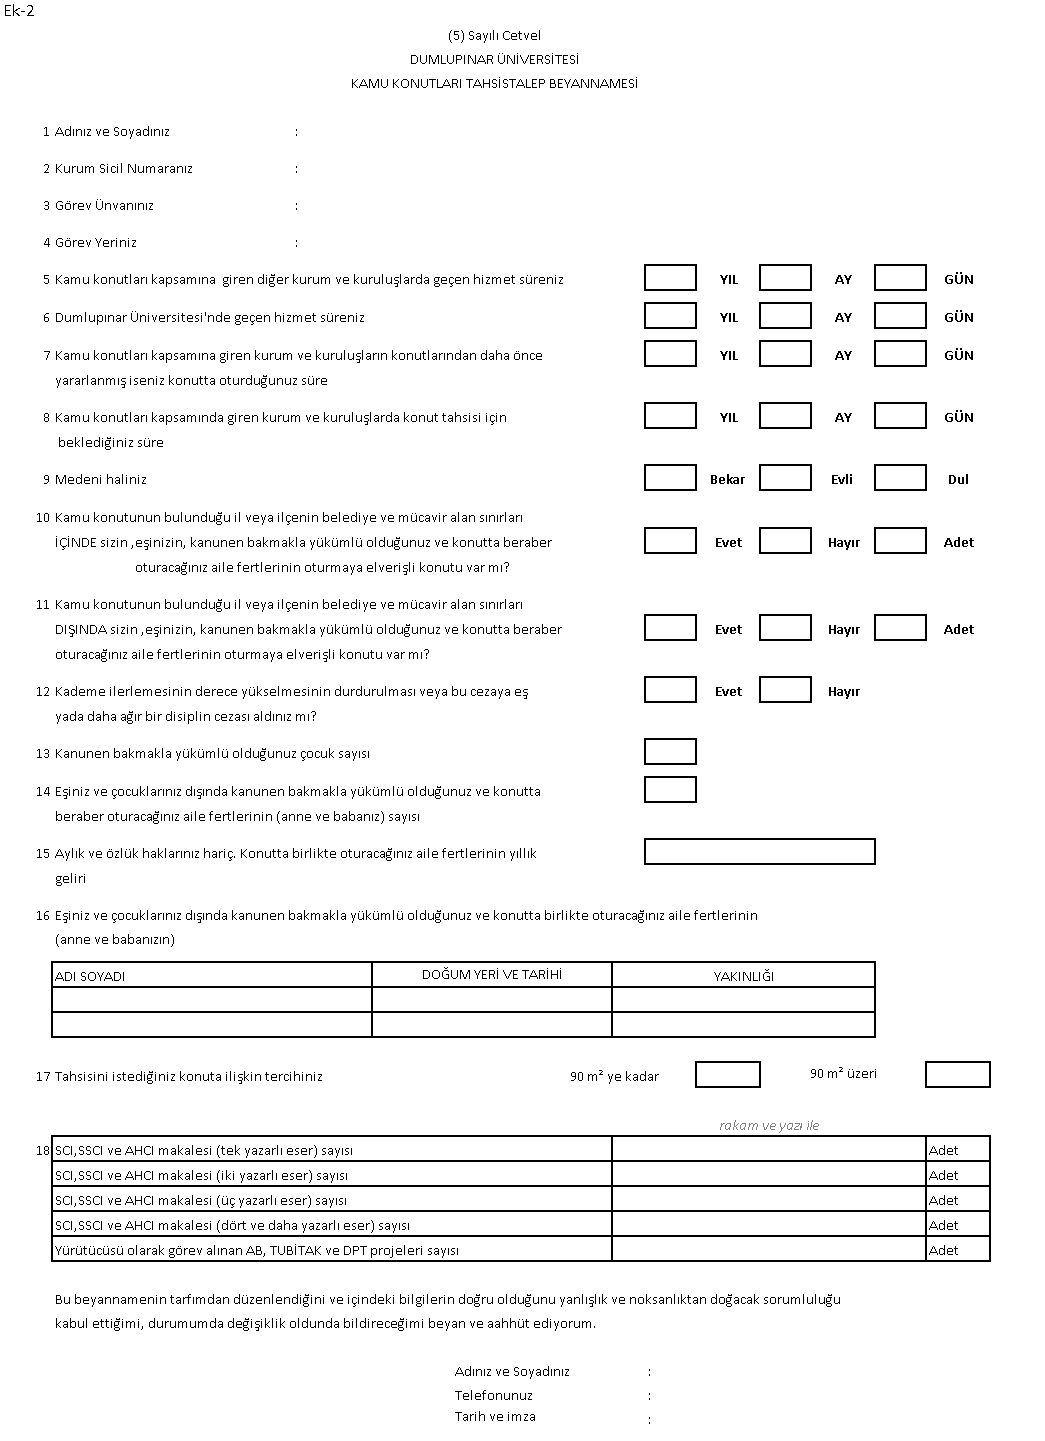 Ek-2
(5) Sayılı Cetvel
DUMLUPINAR ÜNİVERSİTESİ
KAMU KONUTLARI TAHSİSTALEP BEYANNAMESİ
1 Adınız ve Soyadınız :
2 Kurum Sicil Numaranız :
3 Görev Ünvanınız :
4 Görev Yeriniz :
5 Kamu konutları kapsamına giren diğer kurum ve kuruluşlarda geçen hizmet süreniz YIL AY GÜN
6 Dumlupınar Üniversitesi'nde geçen hizmet süreniz YIL AY GÜN
7 Kamu konutları kapsamına giren kurum ve kuruluşların konutlarından daha önce YIL AY GÜN
yararlanmış iseniz konutta oturduğunuz süre
8 Kamu konutları kapsamında giren kurum ve kuruluşlarda konut tahsisi için YIL AY GÜN
beklediğiniz süre
9 Medeni haliniz Bekar Evli Dul
10 Kamu konutunun bulunduğu il veya ilçenin belediye ve mücavir alan sınırları
İÇİNDE sizin ,eşinizin, kanunen bakmakla yükümlü olduğunuz ve konutta beraber Evet Hayır Adet
oturacağınız aile fertlerinin oturmaya elverişli konutu var mı?
11 Kamu konutunun bulunduğu il veya ilçenin belediye ve mücavir alan sınırları
DIŞINDA sizin ,eşinizin, kanunen bakmakla yükümlü olduğunuz ve konutta beraber Evet Hayır Adet
oturacağınız aile fertlerinin oturmaya elverişli konutu var mı?
12 Kademe ilerlemesinin derece yükselmesinin durdurulması veya bu cezaya eş Evet Hayır
yada daha ağır bir disiplin cezası aldınız mı?
13 Kanunen bakmakla yükümlü olduğunuz çocuk sayısı
14 Eşiniz ve çocuklarınız dışında kanunen bakmakla yükümlü olduğunuz ve konutta
beraber oturacağınız aile fertlerinin (anne ve babanız) sayısı
15 Aylık ve özlük haklarınız hariç. Konutta birlikte oturacağınız aile fertlerinin yıllık
geliri
16 Eşiniz ve çocuklarınız dışında kanunen bakmakla yükümlü olduğunuz ve konutta birlikte oturacağınız aile fertlerinin
(anne ve babanızın)
ADI SOYADI DOĞUM YERİ VE TARİHİ YAKINLIĞI
17 Tahsisini istediğiniz konuta ilişkin tercihiniz 90 m² ye kadar 90 m² üzeri
rakam ve yazı ile
18 SCI,SSCI ve AHCI makalesi (tek yazarlı eser) sayısı Adet
SCI,SSCI ve AHCI makalesi (iki yazarlı eser) sayısı Adet
SCI,SSCI ve AHCI makalesi (üç yazarlı eser) sayısı Adet
SCI,SSCI ve AHCI makalesi (dört ve daha yazarlı eser) sayısı Adet
Yürütücüsü olarak görev alınan AB, TUBİTAK ve DPT projeleri sayısı Adet
Bu beyannamenin tarfımdan düzenlendiğini ve içindeki bilgilerin doğru olduğunu yanlışlık ve noksanlıktan doğacak sorumluluğu
kabul ettiğimi, durumumda değişiklik oldunda bildireceğimi beyan ve aahhüt ediyorum.
Adınız ve Soyadınız :
Telefonunuz :
Tarih ve imza :